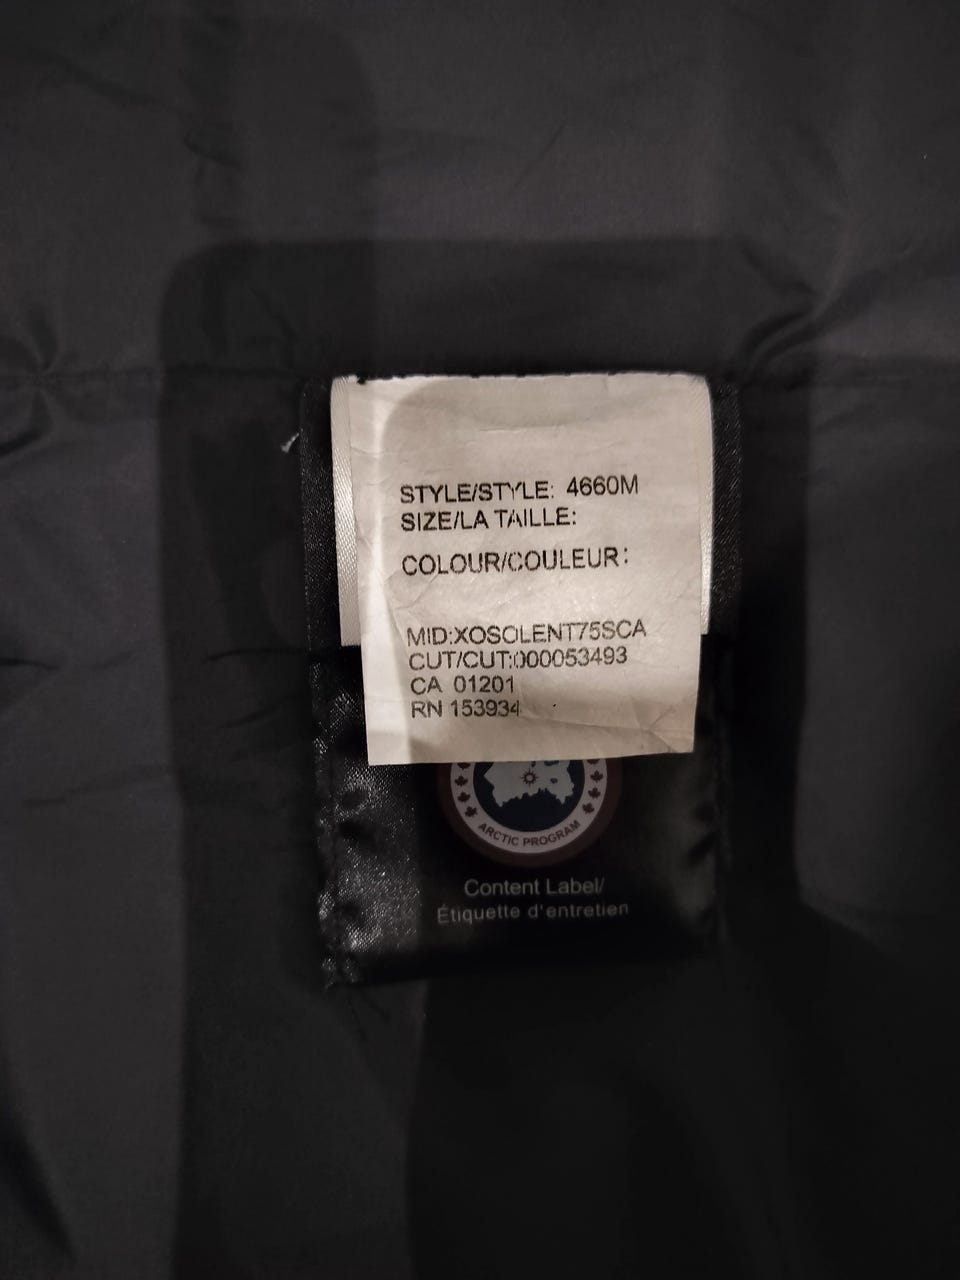 STYLE/STYLE: 4660M
SIZE/LA TAILLE:
COLOUR/COULEUR:
MID:XOSOLENT75SCA
CUT/CUT:000053493
CA 01201
RN 153934
ARCTIC PROGRAM
Content Label/
Étiquette d'entretien